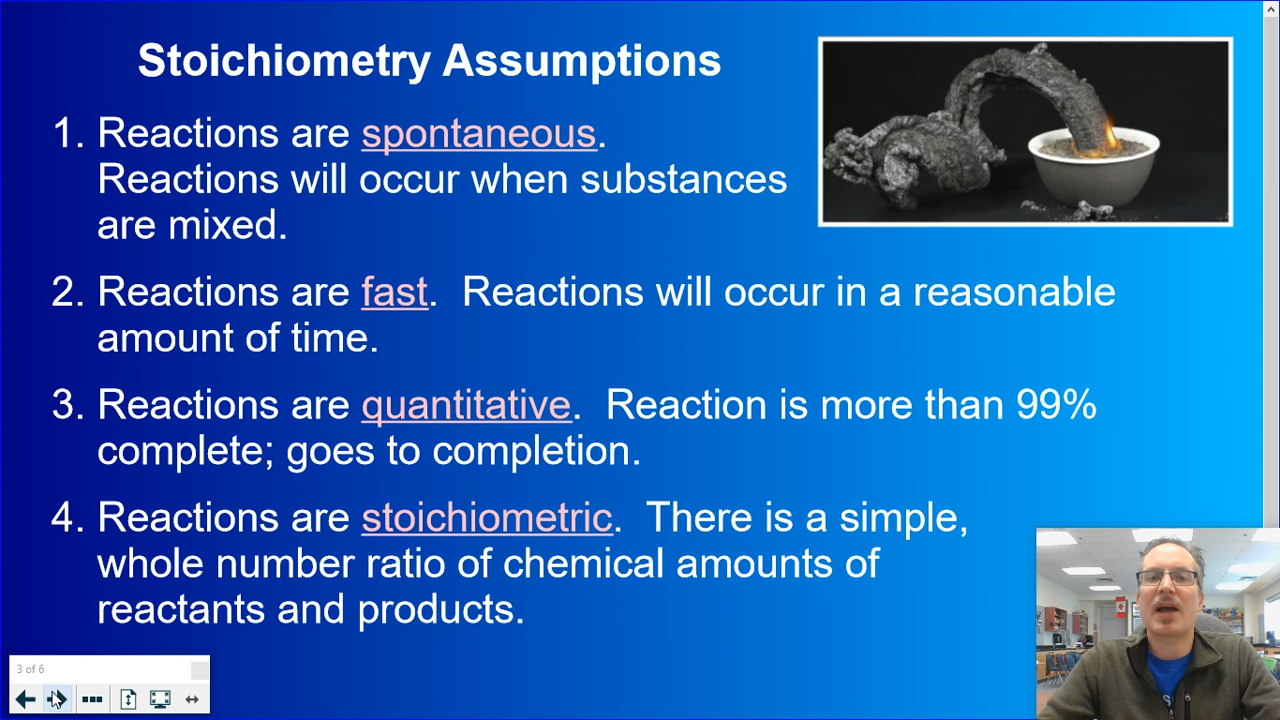 Stoichiometry Assumptions
1. Reactions are spontaneous.
Reactions will occur when substances
are mixed.
2. Reactions are fast. Reactions will occur in a reasonable
amount of time.
3. Reactions are quantitative. Reaction is more than 99%
complete; goes to completion.
4. Reactions are stoichiometric. There is a simple,
whole number ratio of chemical amounts of
reactants and products.
3 of 6